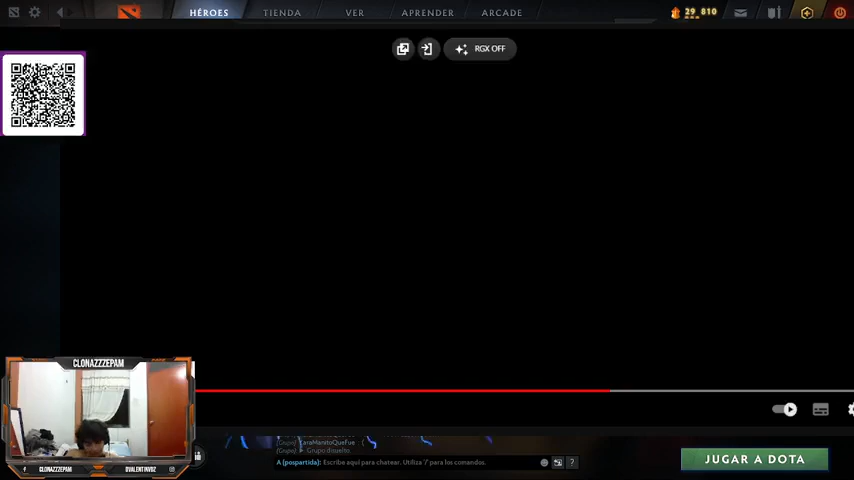 HÉROES
TIENDA
VER
APRENDER
ARCADE
29 810
RGX OFF
CLONAZZZEPAM
(Grupo)
Grupo disuelto
A (pospartida): Escribe aquí para chatear. Utiliza '/' para los comandos.
?
JUGAR A DOTA
CLONAZZZEPAM